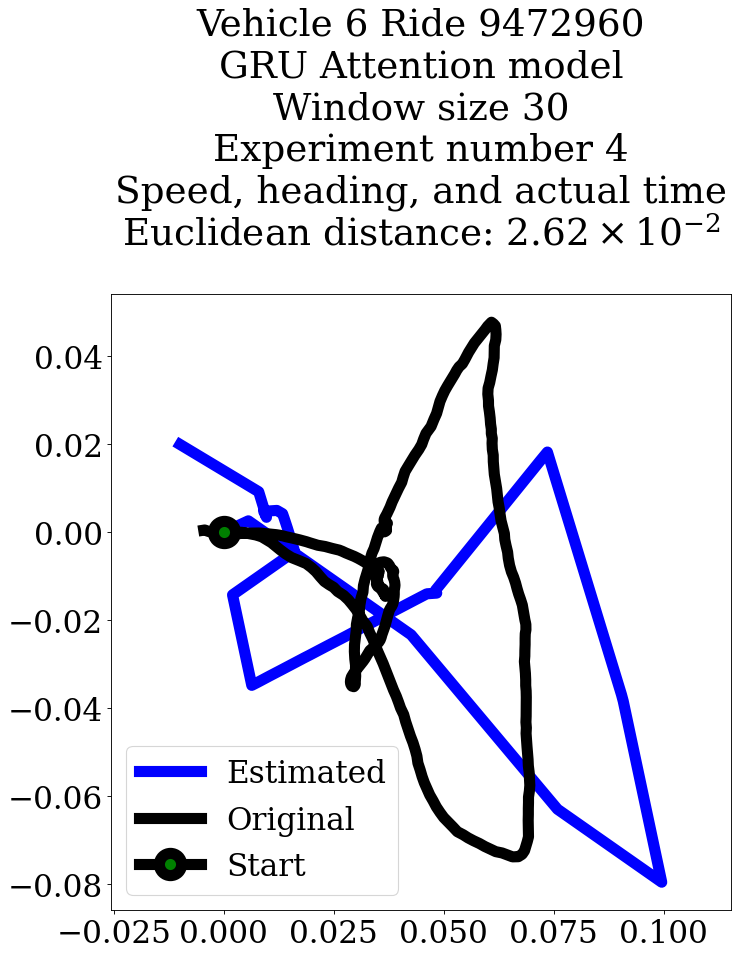 Vehicle 6 Ride 9472960
GRU Attention model
Window size 30
Experiment number 4
Speed, heading, and actual time
Euclidean distance: 2.62 × 10⁻²
0.04
0.02
0.00
−0.02
−0.04
−0.06
−0.08
Estimated
Original
Start
−0.025 0.000 0.025 0.050 0.075 0.100